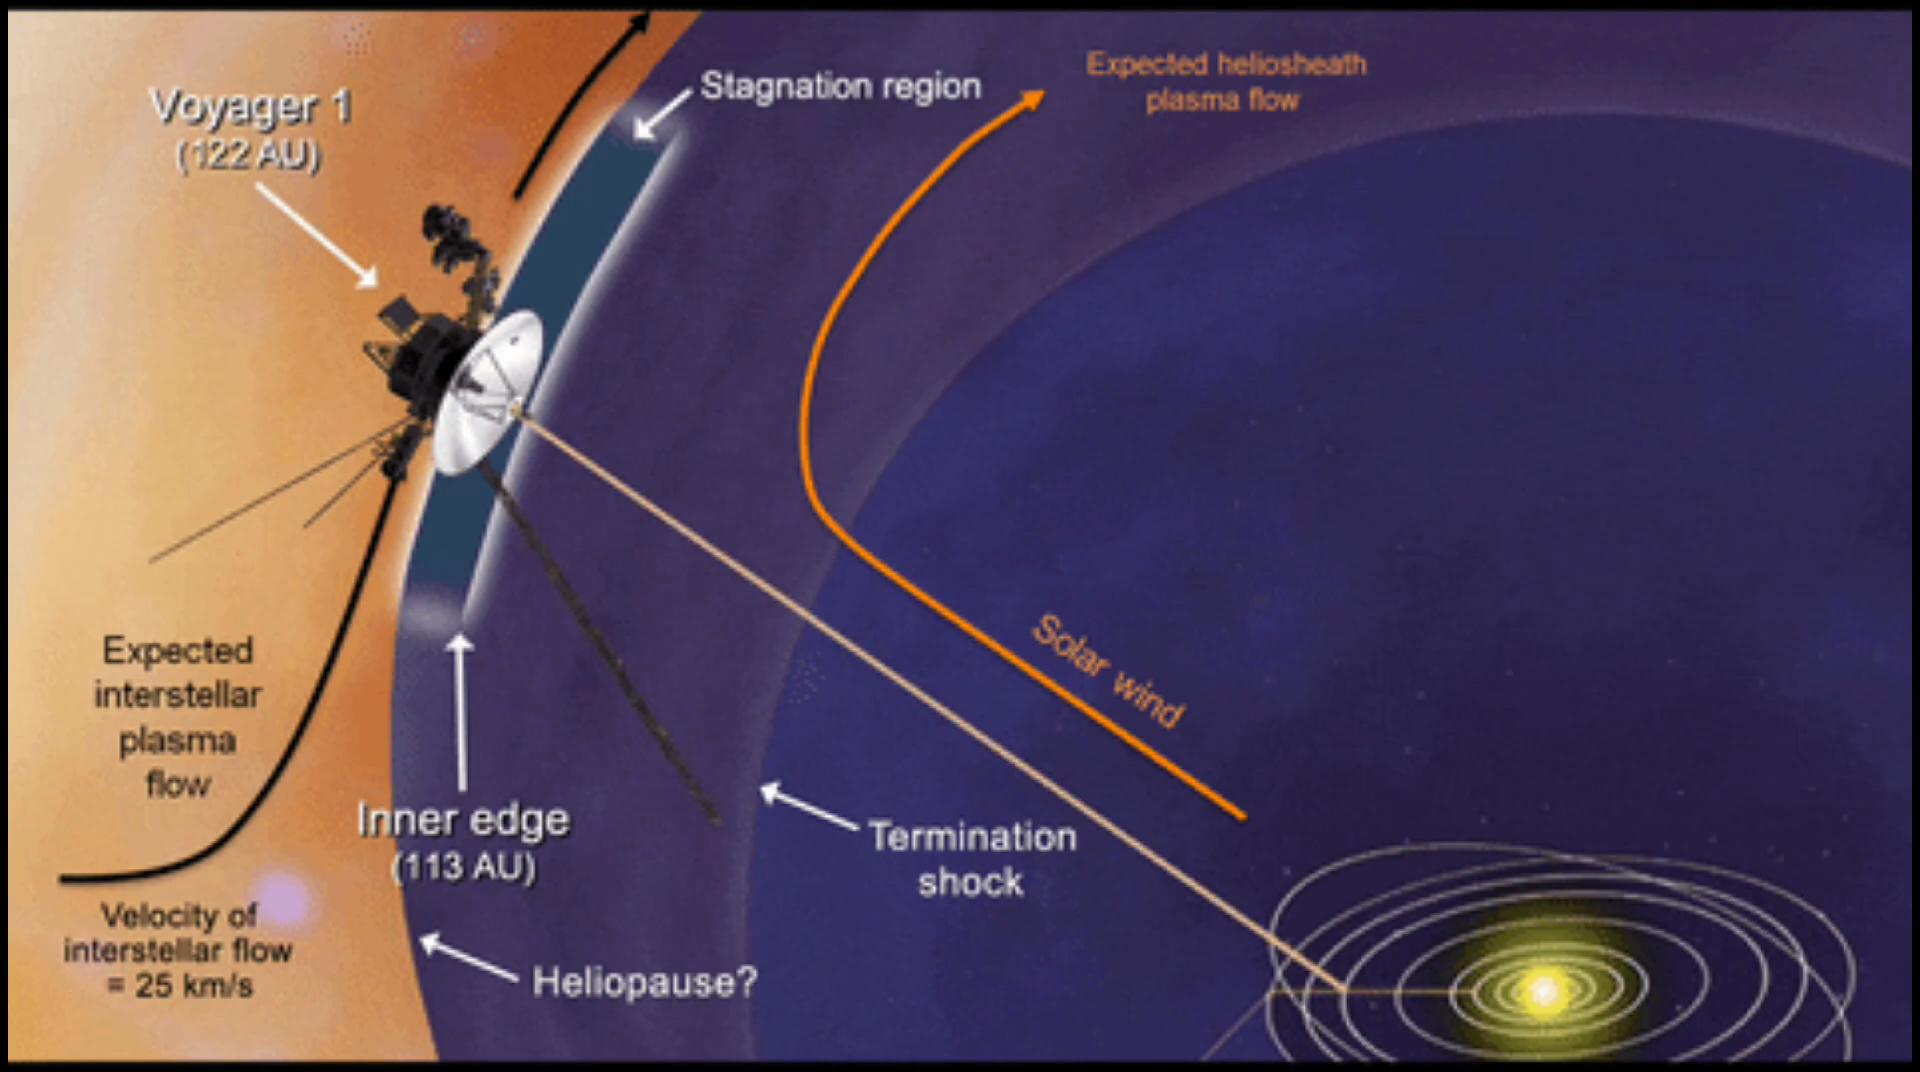 Voyager 1
(122 AU)
Stagnation region
Expected heliosheath
plasma flow
Solar wind
Expected
interstellar
plasma
flow
Inner edge
(113 AU)
Termination
shock
Velocity of
interstellar flow
= 25 km/s
Heliopause?